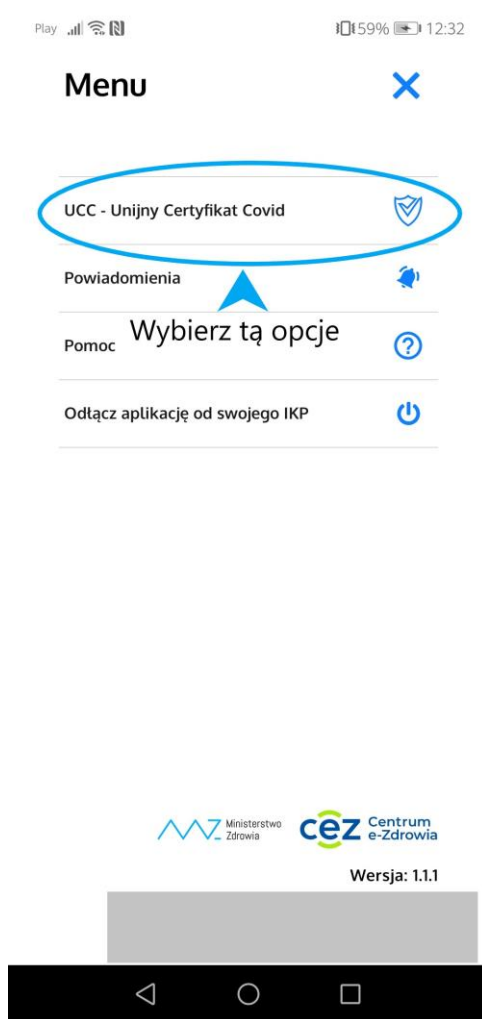 Play 59% 12:32
Menu
UCC - Unijny Certyfikat Covid
Powiadomienia
Wybierz tą opcje
Pomoc
Odłącz aplikację od swojego IKP
Ministerstwo
Zdrowia
cez Centrum
e-Zdrowia
Wersja: 1.1.1